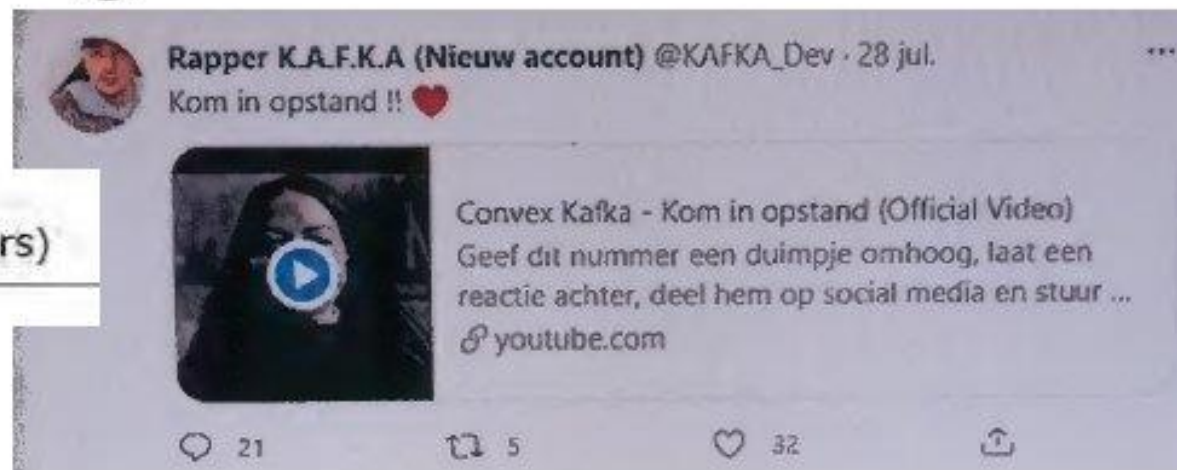 Rapper K.A.F.K.A (Nieuw account) @KAFKA_Dev · 28 jul.
Kom in opstand !! ❤
rs)
Convex Kafka - Kom in opstand (Official Video)
Geef dit nummer een duimpje omhoog, laat een
reactie achter, deel hem op social media en stuur ...
youtube.com
21 5 32